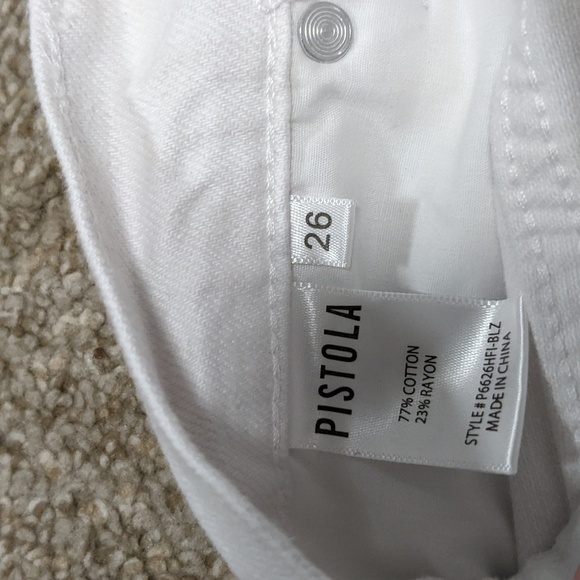 26
PISTOLA
77% COTTON
23% RAYON
STYLE # P6626HFI-BLZ
MADE IN CHINA